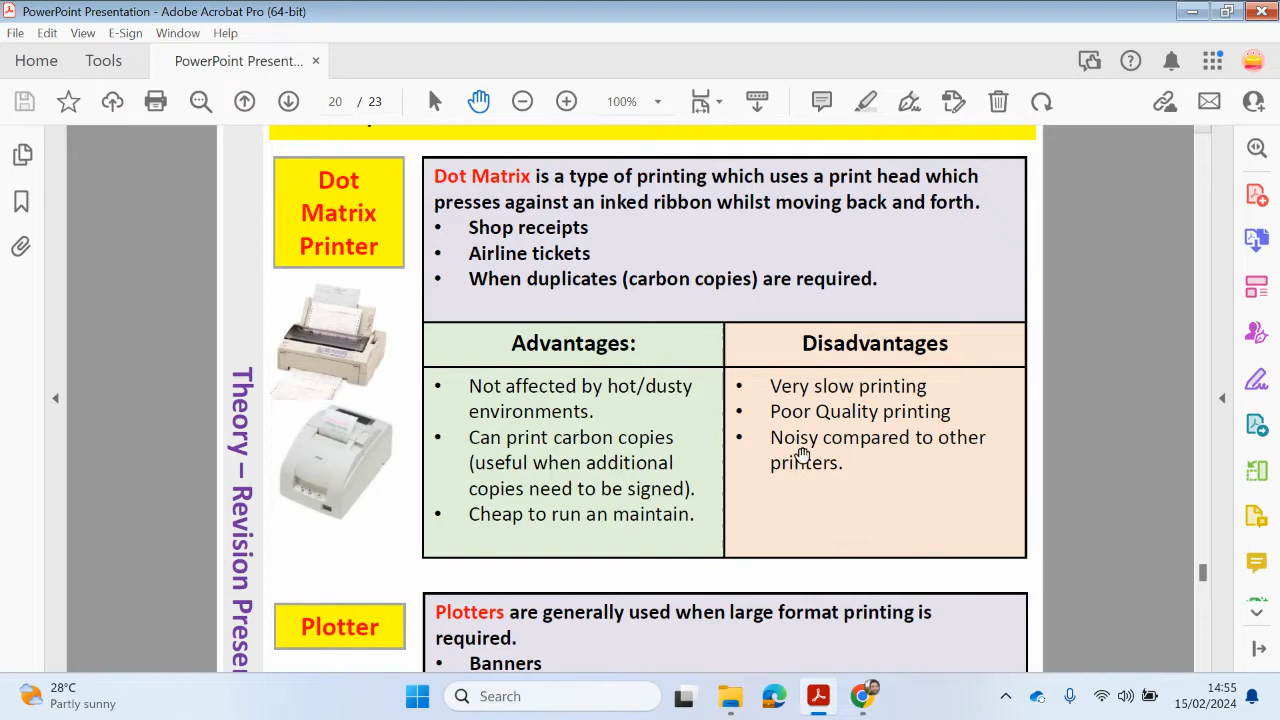 PowerPoint Presentation - Adobe Acrobat Pro (64-bit)
File Edit View E-Sign Window Help
Home Tools PowerPoint Present... ×
20 / 23 100%
Dot
Matrix
Printer
Dot Matrix is a type of printing which uses a print head which
presses against an inked ribbon whilst moving back and forth.
• Shop receipts
• Airline tickets
• When duplicates (carbon copies) are required.
Advantages:
• Not affected by hot/dusty
environments.
• Can print carbon copies
(useful when additional
copies need to be signed).
• Cheap to run an maintain.
Disadvantages
• Very slow printing
• Poor Quality printing
• Noisy compared to other
printers.
Theory – Revision Presen
Plotter
Plotters are generally used when large format printing is
required.
• Banners
28°C
Partly sunny
Search
14:55
15/02/2024